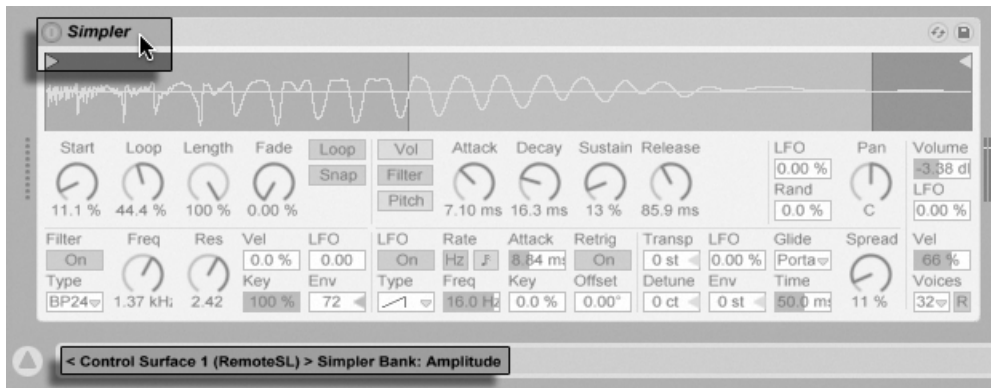 Simpler
Start Loop Length Fade Loop Vol Attack Decay Sustain Release LFO Pan Volume
Snap Filter 0.00 % -3.38 dB
Pitch Rand LFO
11.1 % 44.4 % 100 % 0.00 % 7.10 ms 16.3 ms 13 % 85.9 ms 0.0 % C 0.00 %
Filter Freq Res Vel LFO LFO Rate Attack Retrig Transp LFO Glide Spread Vel
On 0.0 % 0.00 On Hz 8.84 ms On 0 st 0.00 % Porta 66 %
Type Key Env Type Freq Key Offset Detune Env Time Voices
BP24 1.37 kHz 2.42 100 % 72 16.0 Hz 0.0 % 0.00° 0 ct 0 st 50.0 ms 11 % 32 R
< Control Surface 1 (RemoteSL) > Simpler Bank: Amplitude